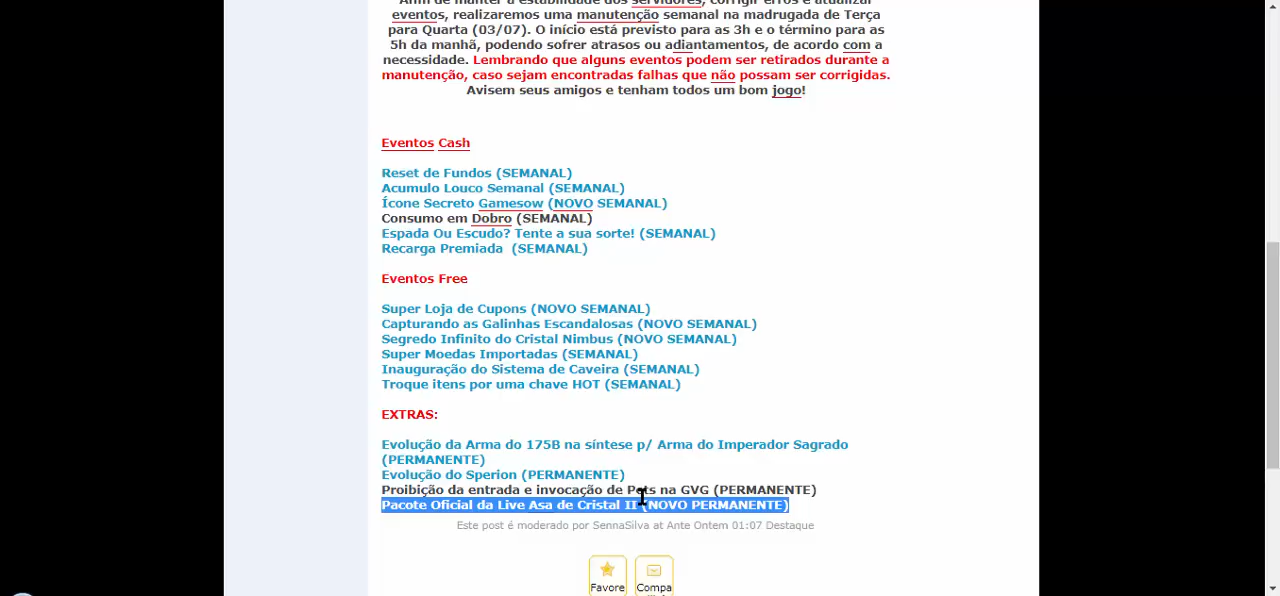 Afim de manter a estabilidade dos servidores, corrigir erros e atualizar
eventos, realizaremos uma manutenção semanal na madrugada de Terça
para Quarta (03/07). O início está previsto para as 3h e o término para as
5h da manhã, podendo sofrer atrasos ou adiantamentos, de acordo com a
necessidade. Lembrando que alguns eventos podem ser retirados durante a
manutenção, caso sejam encontradas falhas que não possam ser corrigidas.
Avisem seus amigos e tenham todos um bom jogo!
Eventos Cash
Reset de Fundos (SEMANAL)
Acumulo Louco Semanal (SEMANAL)
Ícone Secreto Gamesow (NOVO SEMANAL)
Consumo em Dobro (SEMANAL)
Espada Ou Escudo? Tente a sua sorte! (SEMANAL)
Recarga Premiada (SEMANAL)
Eventos Free
Super Loja de Cupons (NOVO SEMANAL)
Capturando as Galinhas Escandalosas (NOVO SEMANAL)
Segredo Infinito do Cristal Nimbus (NOVO SEMANAL)
Super Moedas Importadas (SEMANAL)
Inauguração do Sistema de Caveira (SEMANAL)
Troque itens por uma chave HOT (SEMANAL)
EXTRAS:
Evolução da Arma do 175B na síntese p/ Arma do Imperador Sagrado
(PERMANENTE)
Evolução do Sperion (PERMANENTE)
Proibição da entrada e invocação de Pets na GVG (PERMANENTE)
Pacote Oficial da Live Asa de Cristal II (NOVO PERMANENTE)
Este post é moderado por SennaSilva at Ante Ontem 01:07 Destaque
Favore
Compa